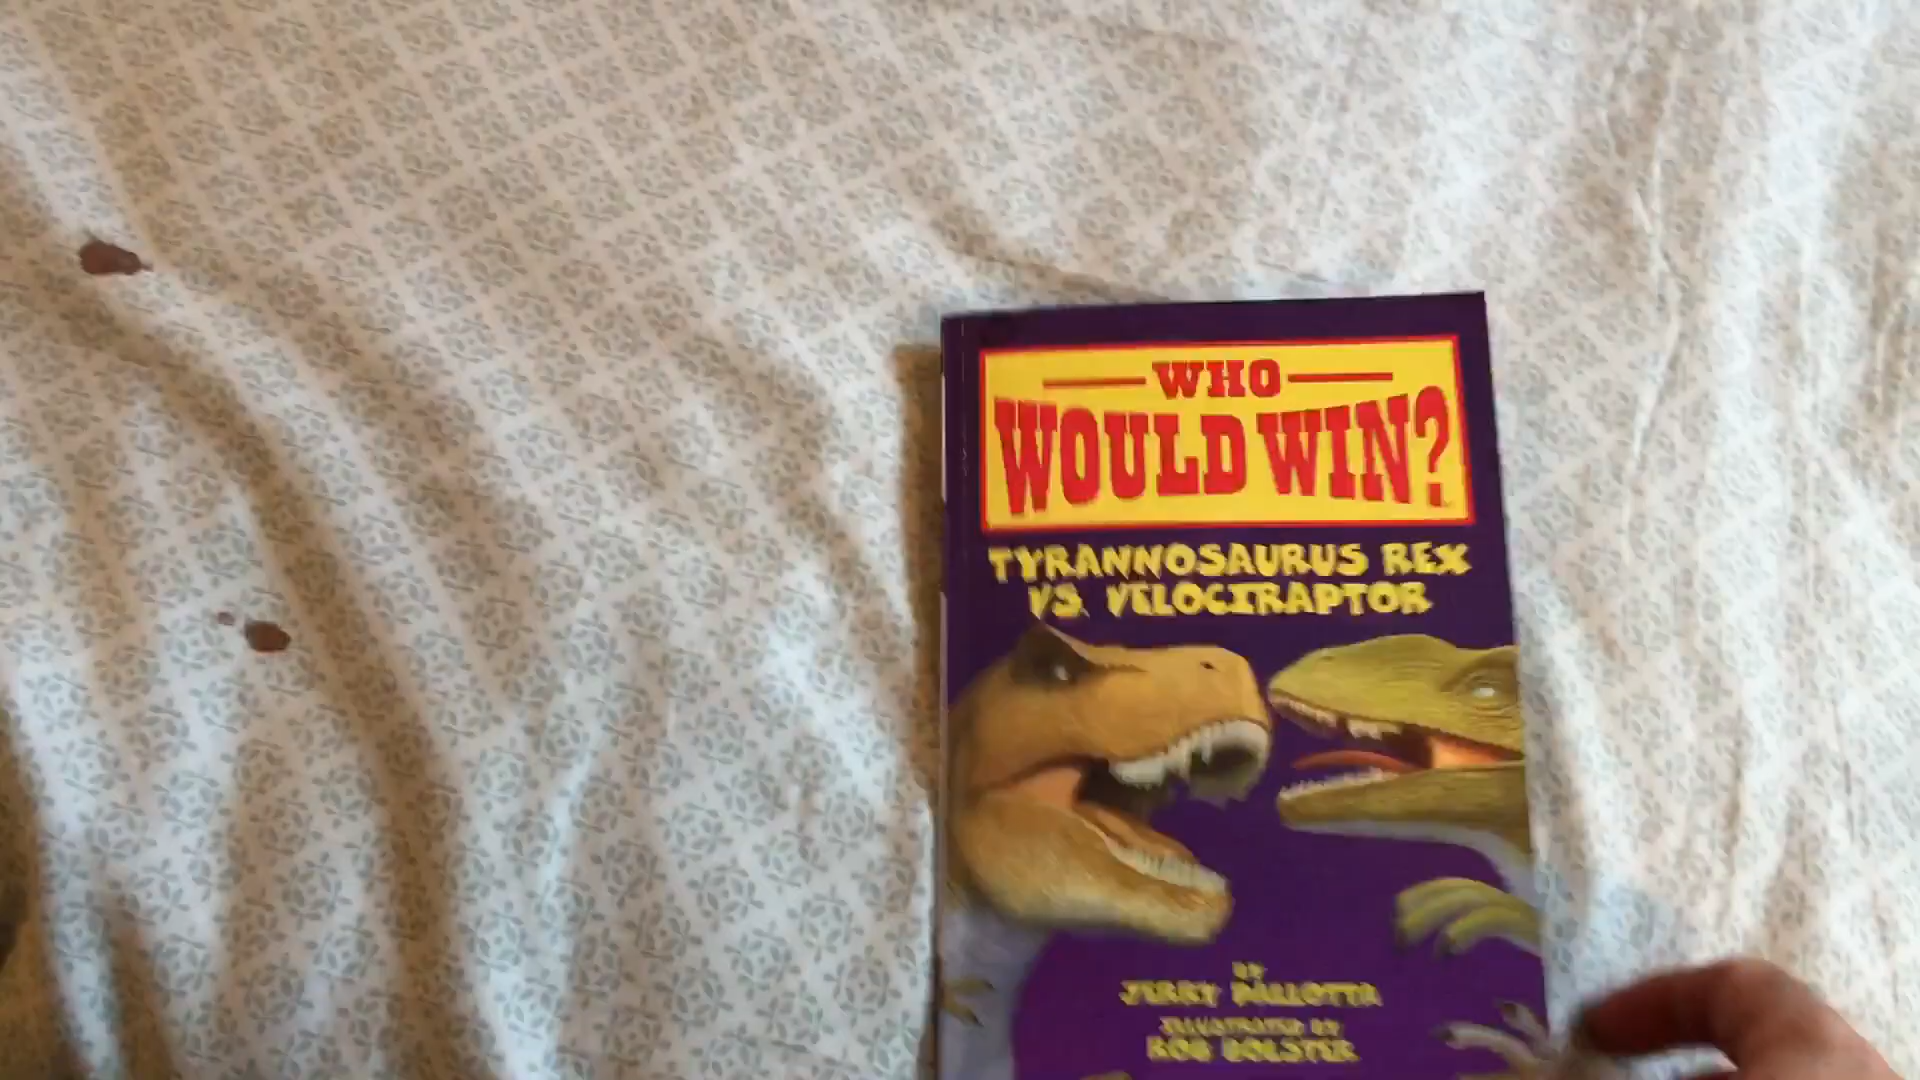 WHO
WOULD WIN?
TYRANNOSAURUS REX
VS. VELOCIRAPTOR
by
JERRY PALLOTTA
ILLUSTRATED BY
ROB BOLSTER